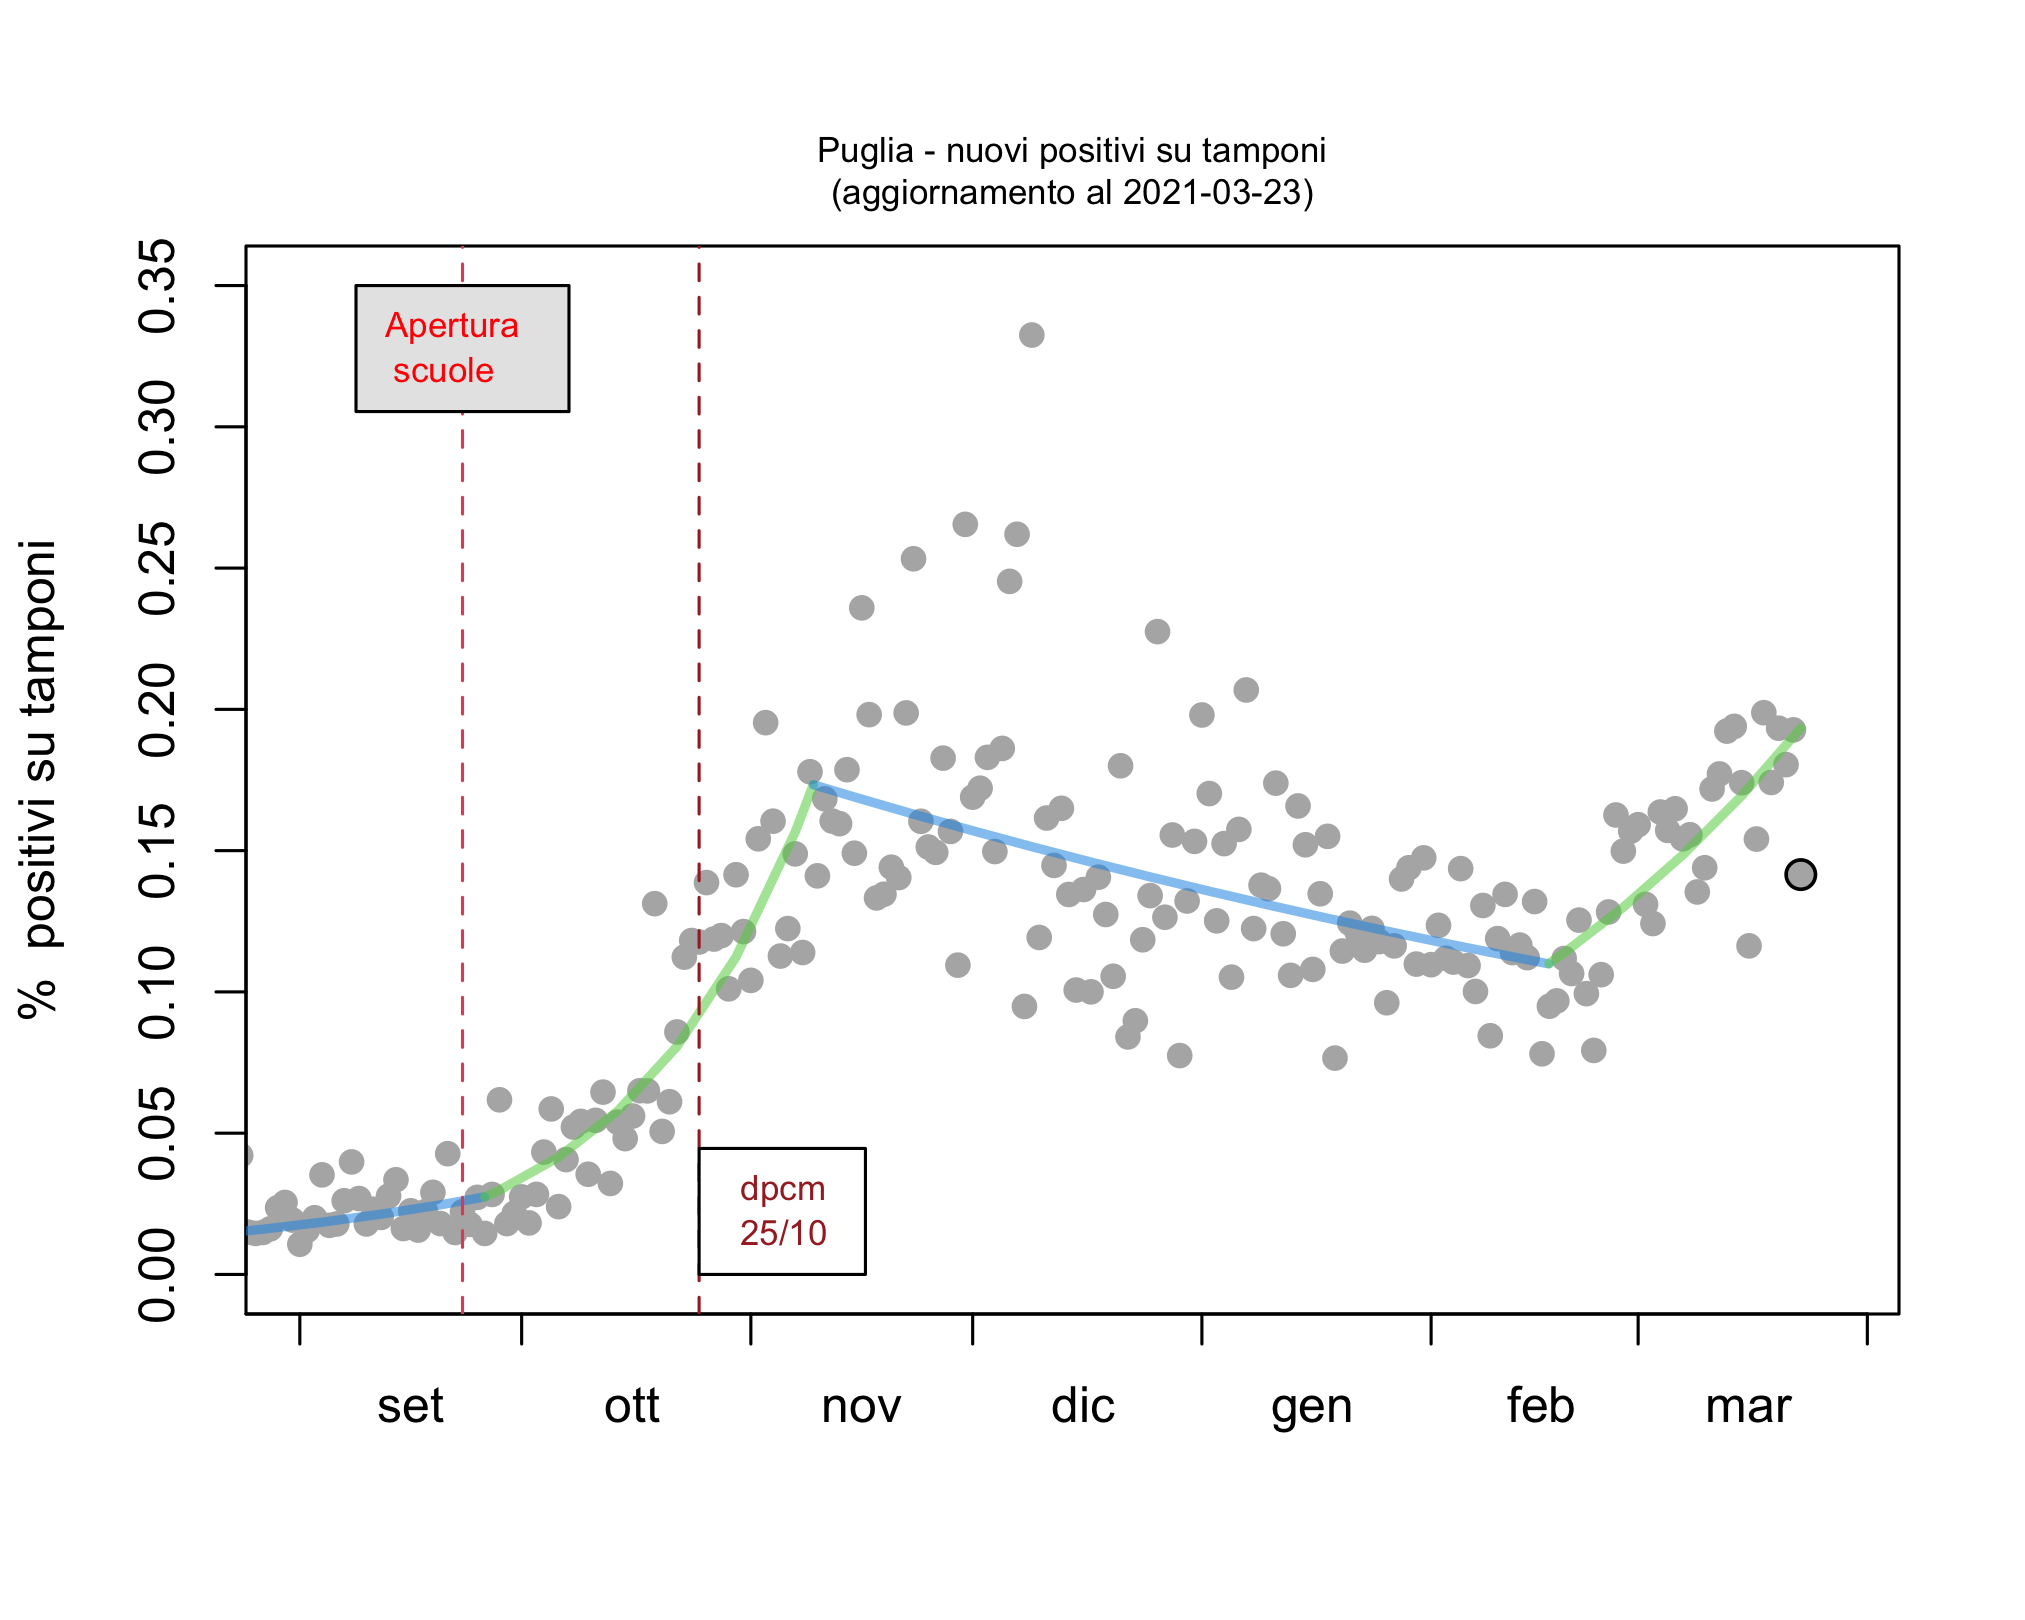 Puglia - nuovi positivi su tamponi
(aggiornamento al 2021-03-23)
% positivi su tamponi
0.35
0.30
0.25
0.20
0.15
0.10
0.05
0.00
Apertura
scuole
dpcm
25/10
set ott nov dic gen feb mar